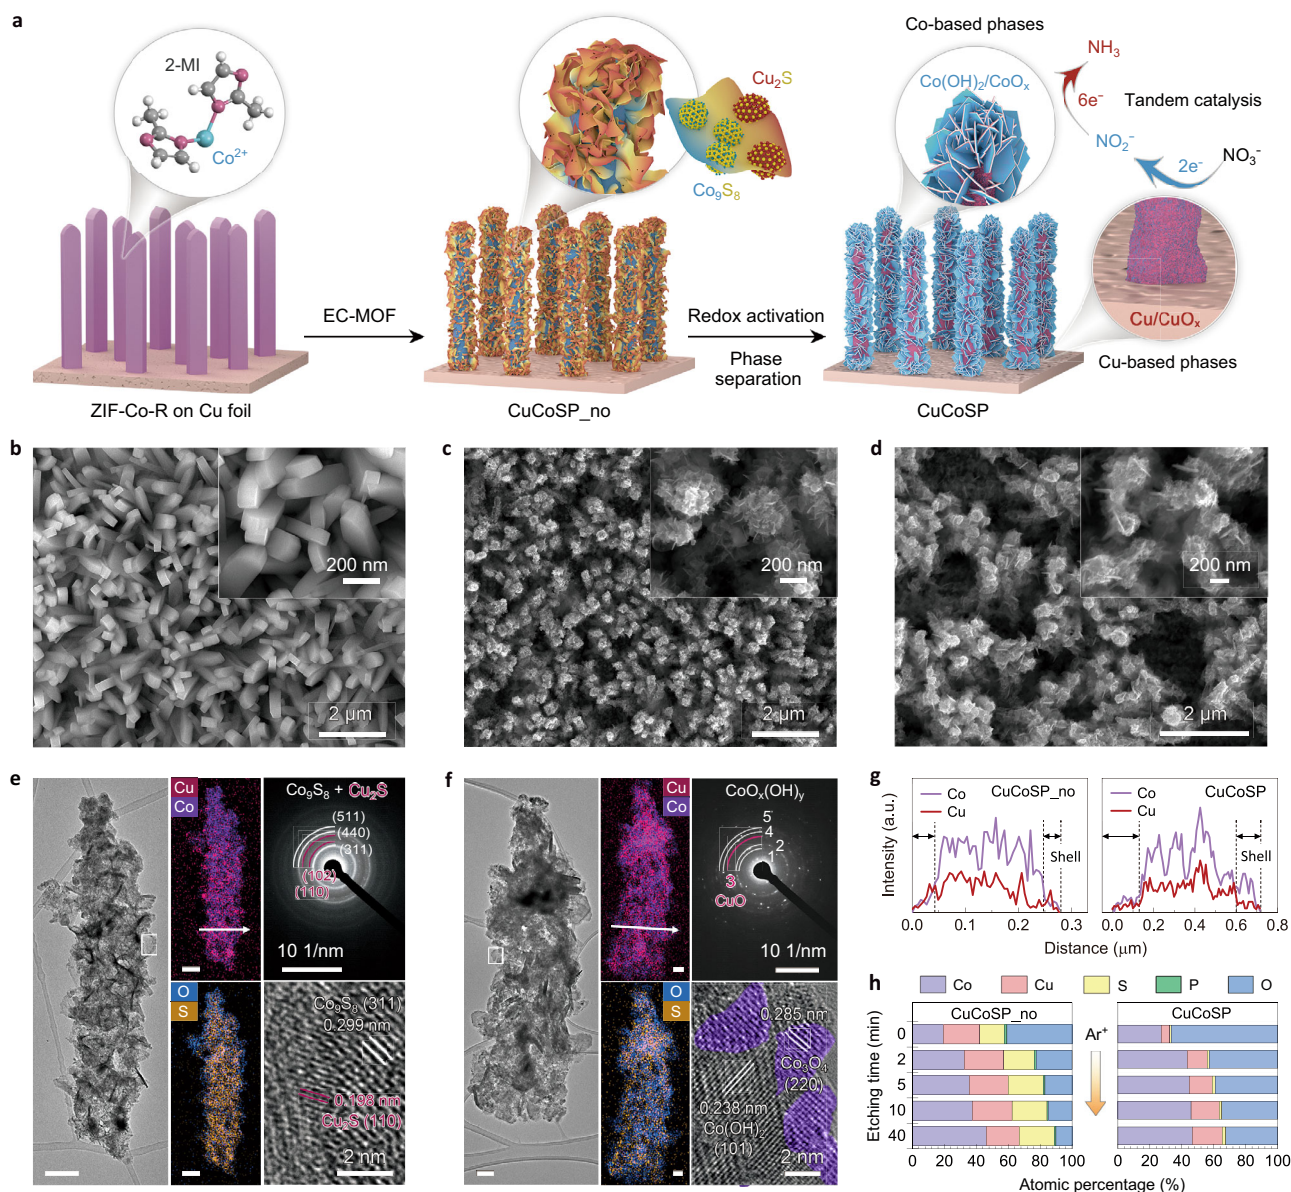 a
2-MI
Co²⁺
Cu₂S
Co₉S₈
Co-based phases
Co(OH)₂/CoOₓ
NH₃
6e⁻
Tandem catalysis
NO₂⁻
2e⁻
NO₃⁻
Cu/CuOₓ
Cu-based phases
EC-MOF
Redox activation
Phase
separation
ZIF-Co-R on Cu foil
CuCoSP_no
CuCoSP
b
200 nm
2 μm
c
200 nm
2 μm
d
200 nm
2 μm
e
Cu
Co
Co₉S₈ + Cu₂S
(511)
(440)
(311)
(102)
(110)
10 1/nm
O
S
Co₉S₈ (311)
0.299 nm
0.198 nm
Cu₂S (110)
2 nm
f
Cu
Co
CoOₓ(OH)ᵧ
5
4
2
1
3
CuO
10 1/nm
O
S
0.285 nm
Co₃O₄
(220)
0.238 nm
Co(OH)₂
(101)
2 nm
g
Intensity (a.u.)
Co
Cu
CuCoSP_no
Shell
0.0 0.1 0.2 0.3
Co
Cu
CuCoSP
Shell
0.0 0.2 0.4 0.6 0.8
Distance (μm)
h
Co Cu S P O
CuCoSP_no
CuCoSP
Etching time (min)
0
2
5
10
40
Ar⁺
0 20 40 60 80 100
0 20 40 60 80 100
Atomic percentage (%)